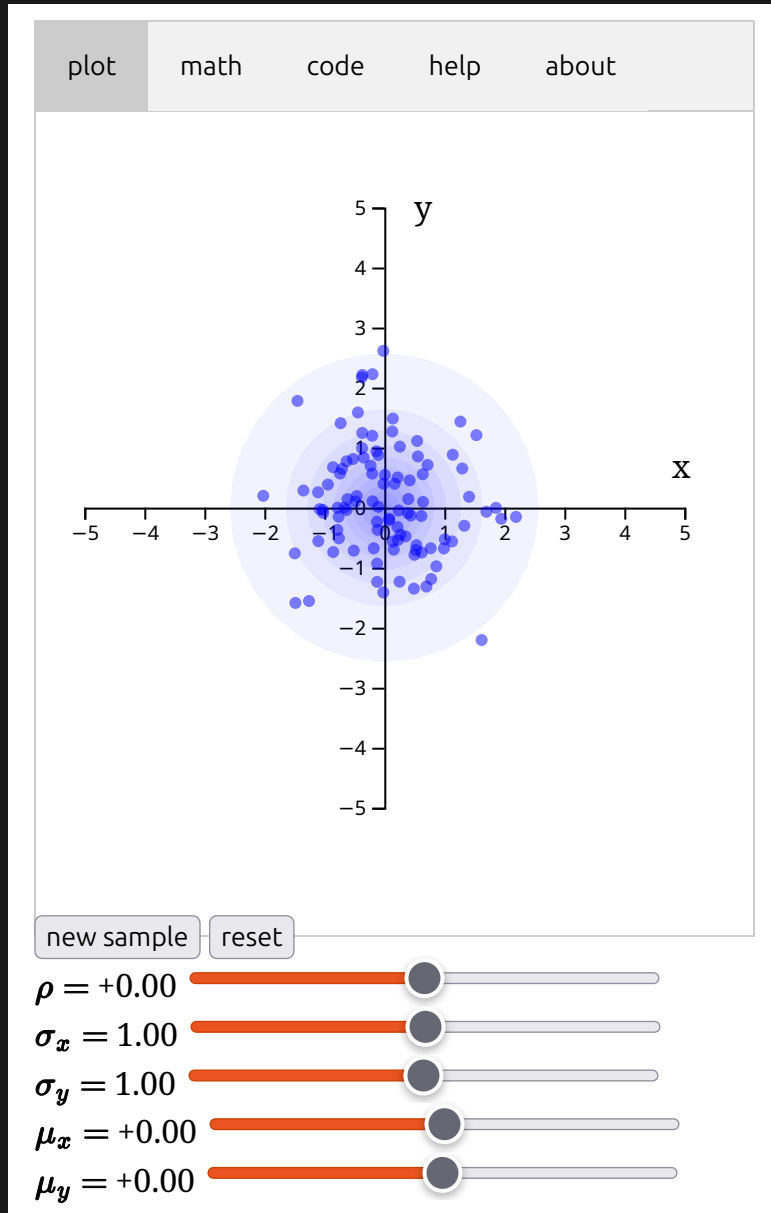 plot math code help about
5 y
4
3
2
1
x
0
−5 −4 −3 −2 −1 0 1 2 3 4 5
−1
−2
−3
−4
−5
new sample reset
ρ = +0.00
σx = 1.00
σy = 1.00
μx = +0.00
μy = +0.00